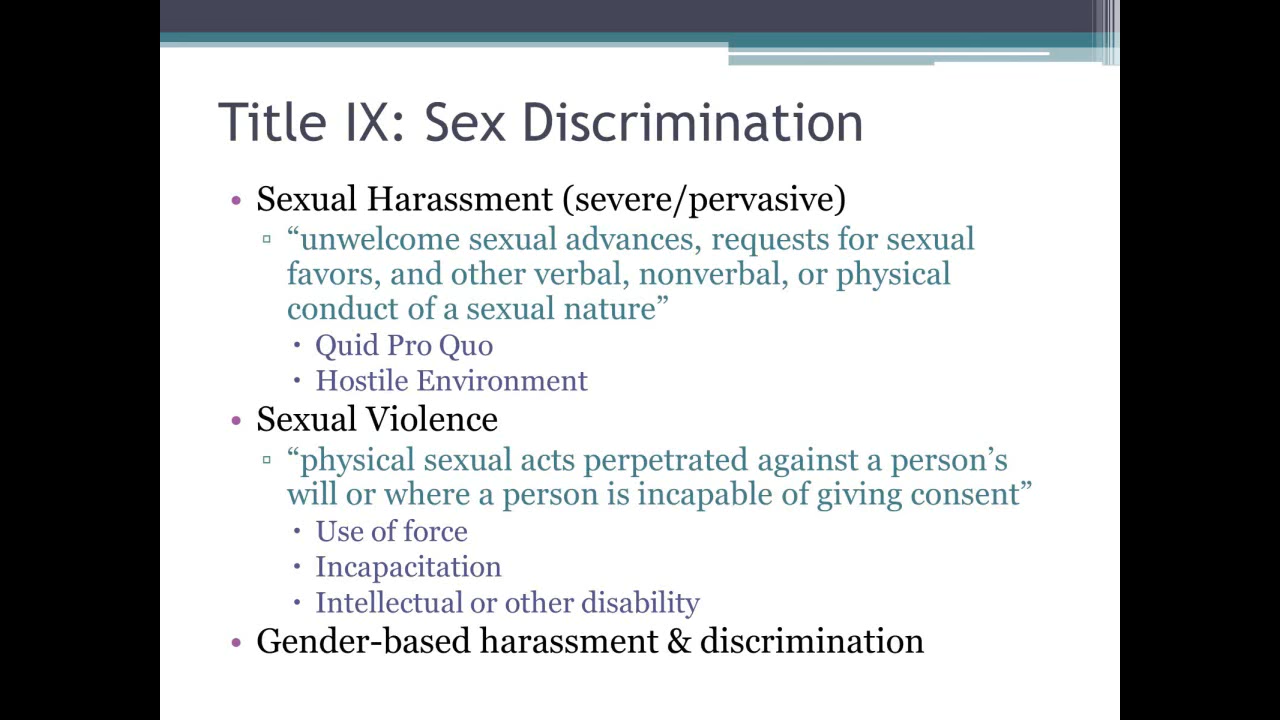 Title IX: Sex Discrimination
• Sexual Harassment (severe/pervasive)
▫ “unwelcome sexual advances, requests for sexual
favors, and other verbal, nonverbal, or physical
conduct of a sexual nature”
▪ Quid Pro Quo
▪ Hostile Environment
• Sexual Violence
▫ “physical sexual acts perpetrated against a person’s
will or where a person is incapable of giving consent”
▪ Use of force
▪ Incapacitation
▪ Intellectual or other disability
• Gender-based harassment & discrimination